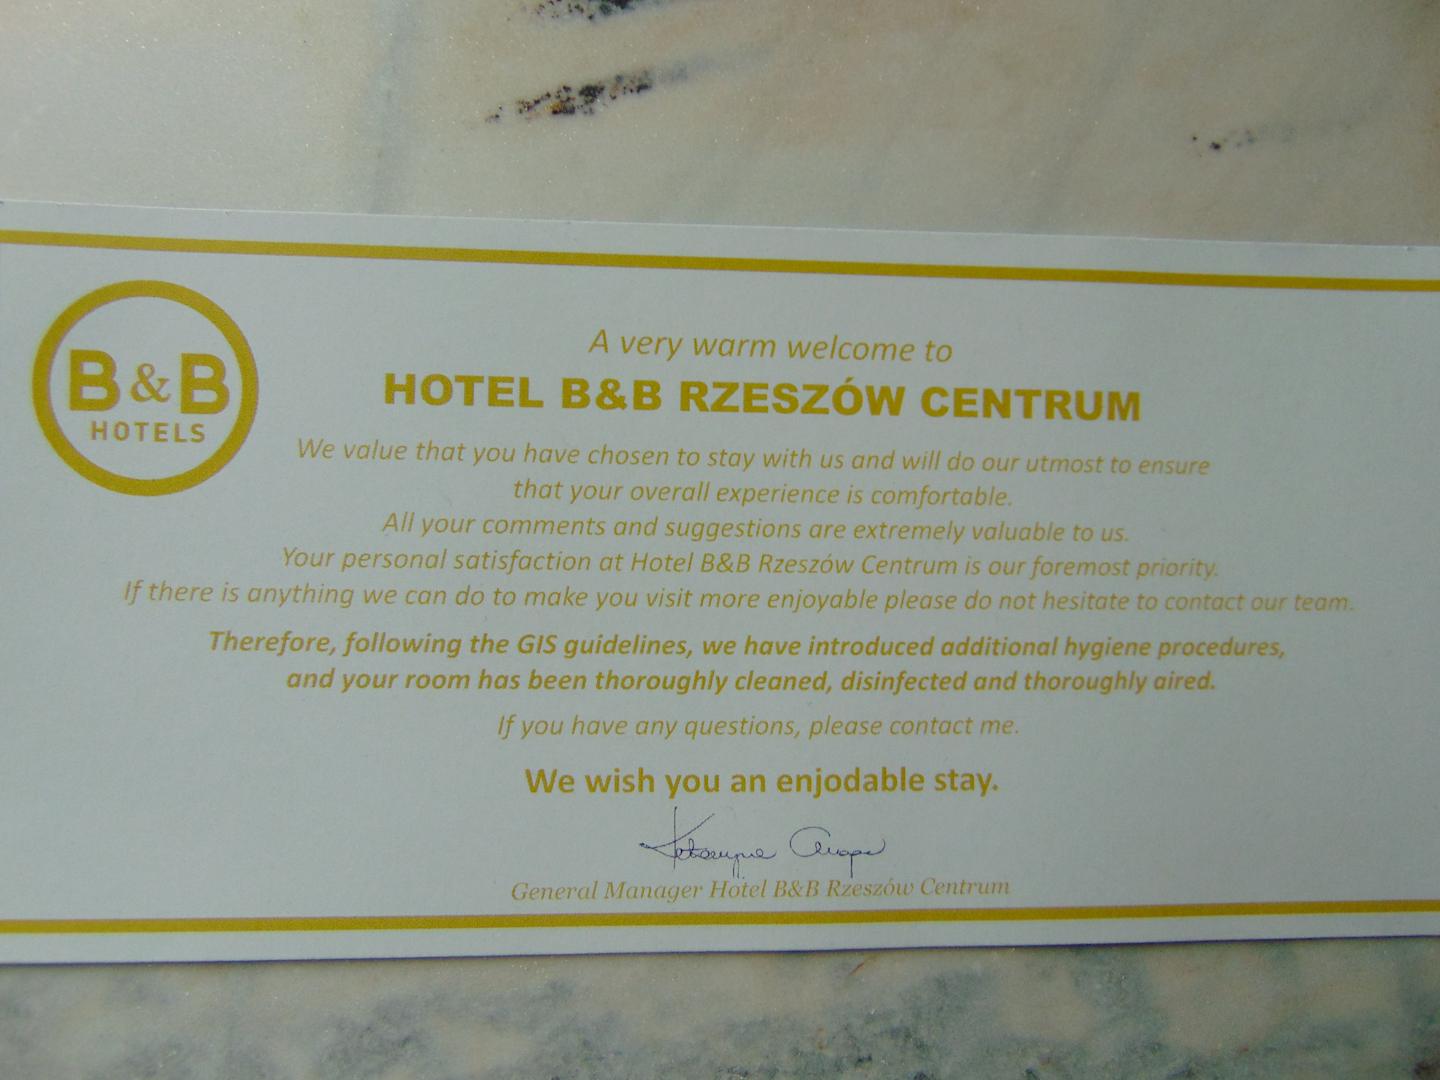 B&B
HOTELS
A very warm welcome to
HOTEL B&B RZESZÓW CENTRUM
We value that you have chosen to stay with us and will do our utmost to ensure
that your overall experience is comfortable.
All your comments and suggestions are extremely valuable to us.
Your personal satisfaction at Hotel B&B Rzeszów Centrum is our foremost priority.
If there is anything we can do to make you visit more enjoyable please do not hesitate to contact our team.
Therefore, following the GIS guidelines, we have introduced additional hygiene procedures,
and your room has been thoroughly cleaned, disinfected and thoroughly aired.
If you have any questions, please contact me.
We wish you an enjodable stay.
General Manager Hotel B&B Rzeszów Centrum